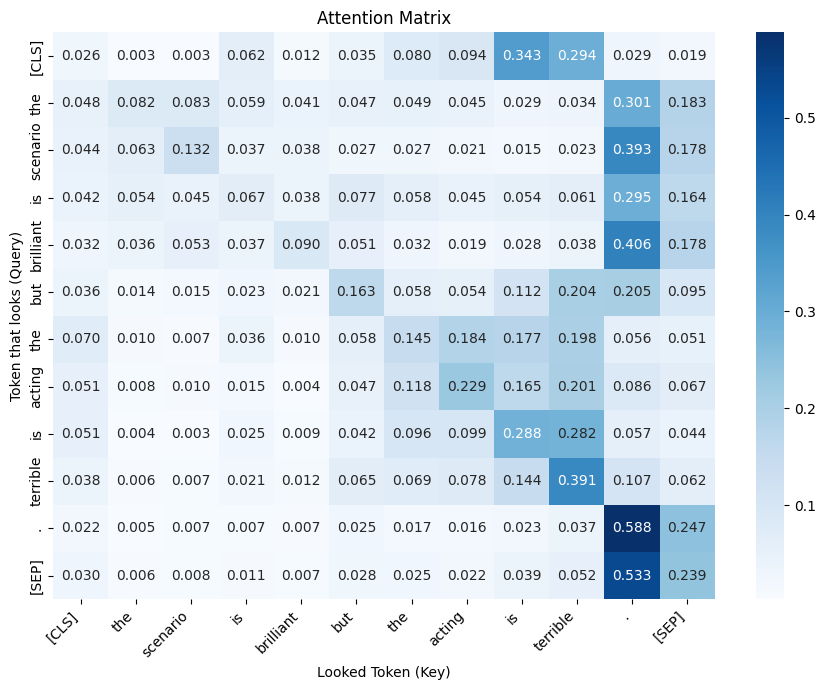 Attention Matrix
[CLS] 0.026 0.003 0.003 0.062 0.012 0.035 0.080 0.094 0.343 0.294 0.029 0.019
the 0.048 0.082 0.083 0.059 0.041 0.047 0.049 0.045 0.029 0.034 0.301 0.183
scenario 0.044 0.063 0.132 0.037 0.038 0.027 0.027 0.021 0.015 0.023 0.393 0.178
is 0.042 0.054 0.045 0.067 0.038 0.077 0.058 0.045 0.054 0.061 0.295 0.164
brilliant 0.032 0.036 0.053 0.037 0.090 0.051 0.032 0.019 0.028 0.038 0.406 0.178
but 0.036 0.014 0.015 0.023 0.021 0.163 0.058 0.054 0.112 0.204 0.205 0.095
the 0.070 0.010 0.007 0.036 0.010 0.058 0.145 0.184 0.177 0.198 0.056 0.051
acting 0.051 0.008 0.010 0.015 0.004 0.047 0.118 0.229 0.165 0.201 0.086 0.067
is 0.051 0.004 0.003 0.025 0.009 0.042 0.096 0.099 0.288 0.282 0.057 0.044
terrible 0.038 0.006 0.007 0.021 0.012 0.065 0.069 0.078 0.144 0.391 0.107 0.062
. 0.022 0.005 0.007 0.007 0.007 0.025 0.017 0.016 0.023 0.037 0.588 0.247
[SEP] 0.030 0.006 0.008 0.011 0.007 0.028 0.025 0.022 0.039 0.052 0.533 0.239
[CLS] the scenario is brilliant but the acting is terrible . [SEP]
Looked Token (Key)
Token that looks (Query)
0.5
0.4
0.3
0.2
0.1